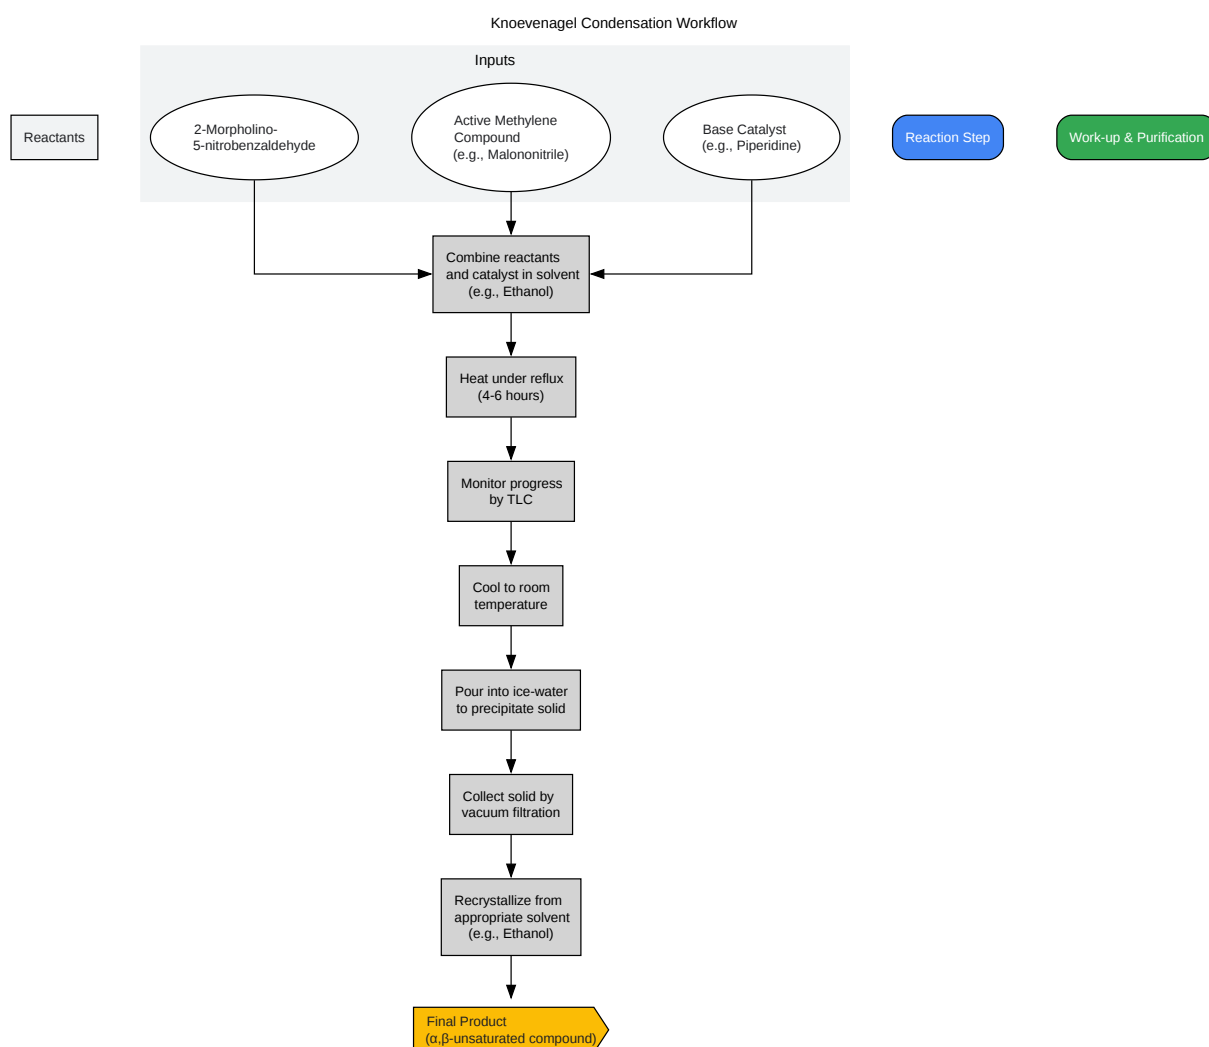 Knoevenagel Condensation Workflow
Inputs
Reactants
2-Morpholino-
5-nitrobenzaldehyde
Active Methylene
Compound
(e.g., Malononitrile)
Base Catalyst
(e.g., Piperidine)
Reaction Step
Work-up & Purification
Combine reactants
and catalyst in solvent
(e.g., Ethanol)
Heat under reflux
(4-6 hours)
Monitor progress
by TLC
Cool to room
temperature
Pour into ice-water
to precipitate solid
Collect solid by
vacuum filtration
Recrystallize from
appropriate solvent
(e.g., Ethanol)
Final Product
(α,β-unsaturated compound)